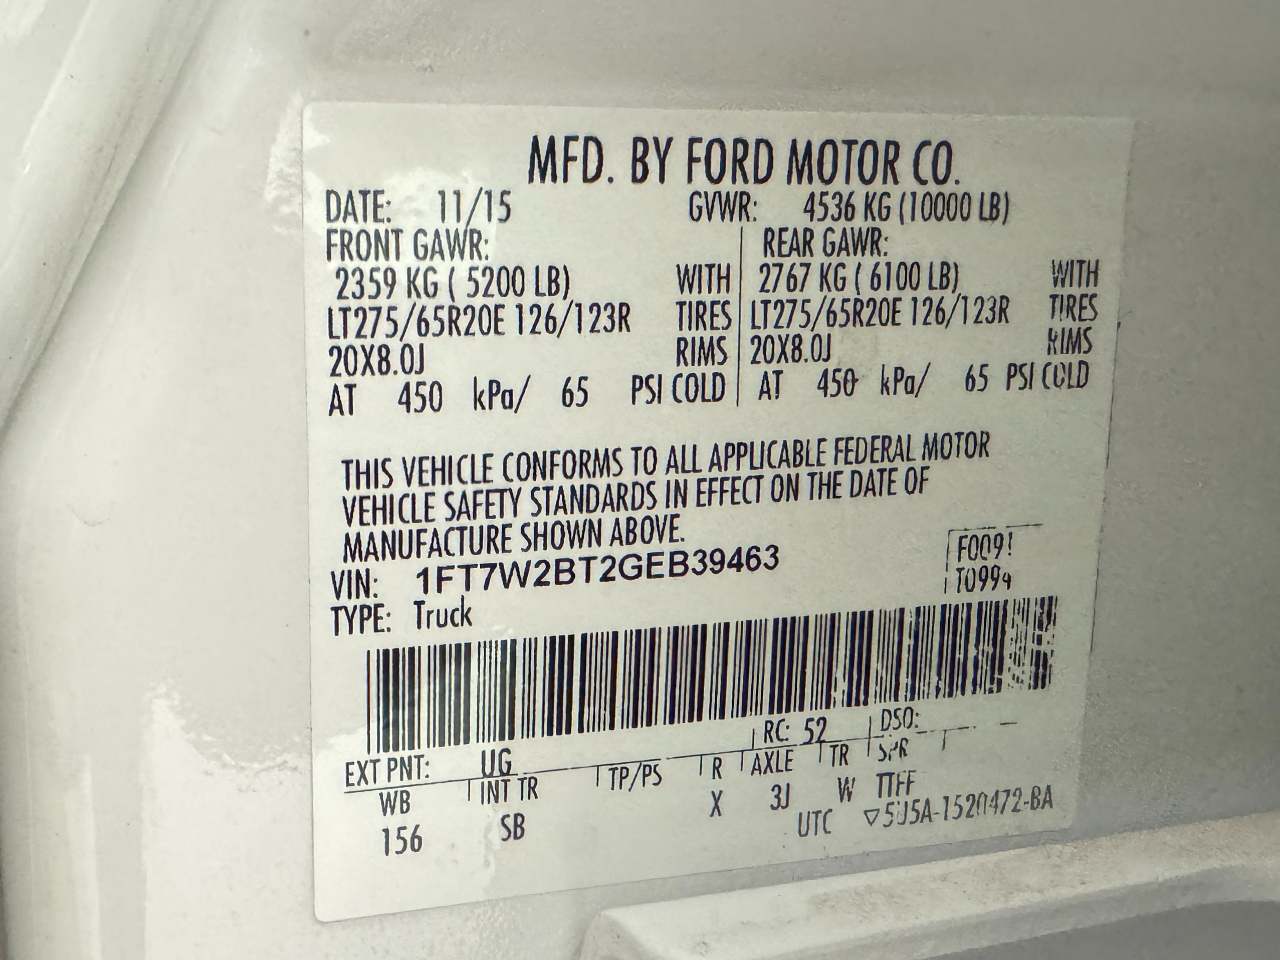 MFD. BY FORD MOTOR CO.
DATE: 11/15 GVWR: 4536 KG (10000 LB)
FRONT GAWR: REAR GAWR:
2359 KG ( 5200 LB) WITH 2767 KG ( 6100 LB) WITH
LT275/65R20E 126/123R TIRES LT275/65R20E 126/123R TIRES
20X8.0J RIMS 20X8.0J RIMS
AT 450 kPa/ 65 PSI COLD AT 450 kPa/ 65 PSI COLD
THIS VEHICLE CONFORMS TO ALL APPLICABLE FEDERAL MOTOR
VEHICLE SAFETY STANDARDS IN EFFECT ON THE DATE OF
MANUFACTURE SHOWN ABOVE.
VIN: 1FT7W2BT2GEB39463
F0091
T0994
TYPE: Truck
RC: 52 DSO:
EXT PNT: UG
WB INT TR TP/PS R AXLE TR SPR
156 SB X 3J W TTFF
UTC ▽5U5A-1520472-BA